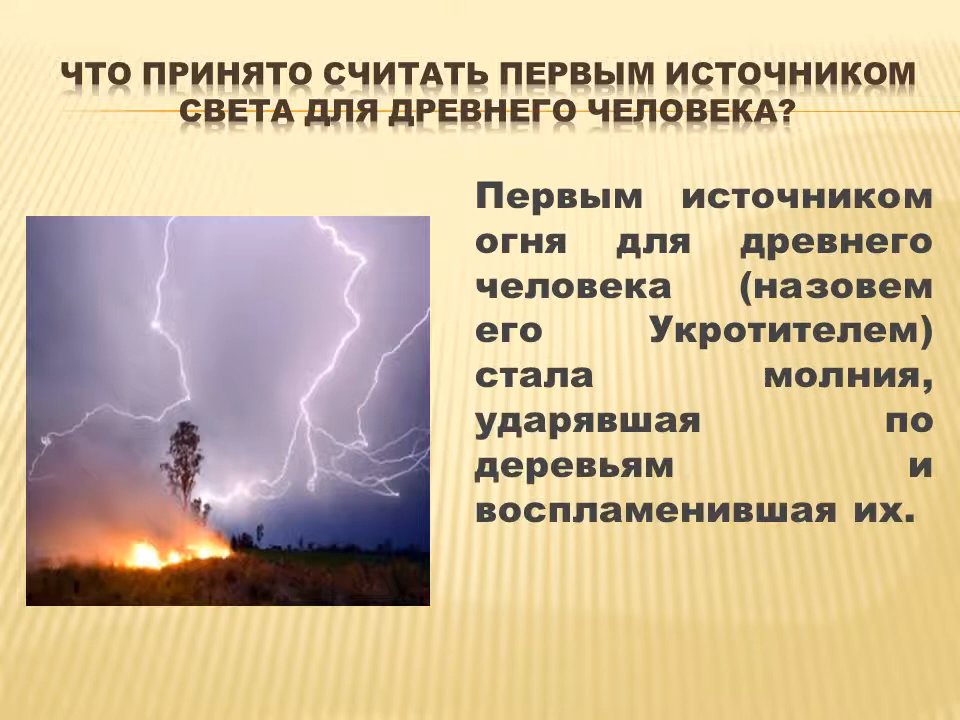 ЧТО ПРИНЯТО СЧИТАТЬ ПЕРВЫМ ИСТОЧНИКОМ
СВЕТА ДЛЯ ДРЕВНЕГО ЧЕЛОВЕКА?
Первым источником
огня для древнего
человека (назовем
его Укротителем)
стала молния,
ударявшая по
деревьям и
воспламенившая их.